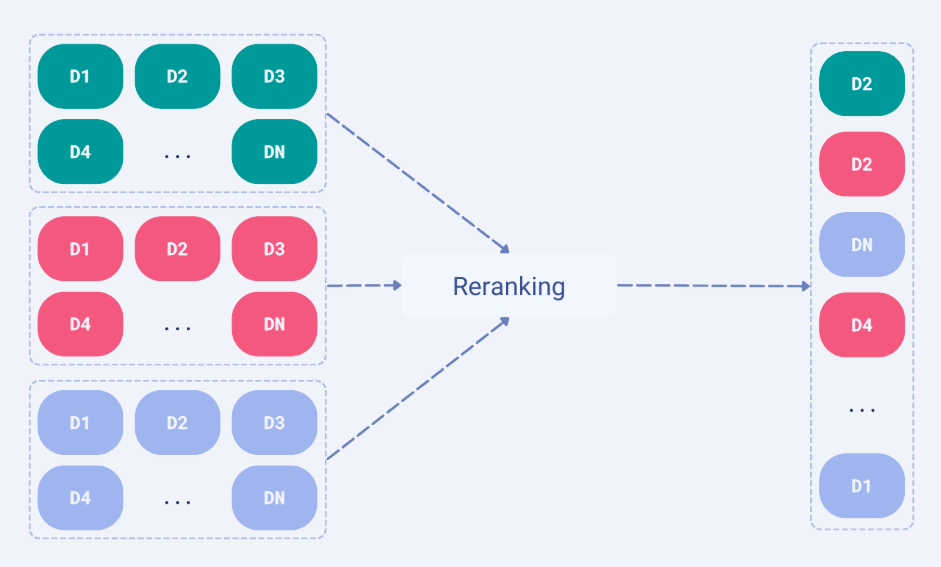 D1 D2 D3
D4 ... DN
D1 D2 D3
D4 ... DN
D1 D2 D3
D4 ... DN
Reranking
D2
D2
DN
D4
...
D1